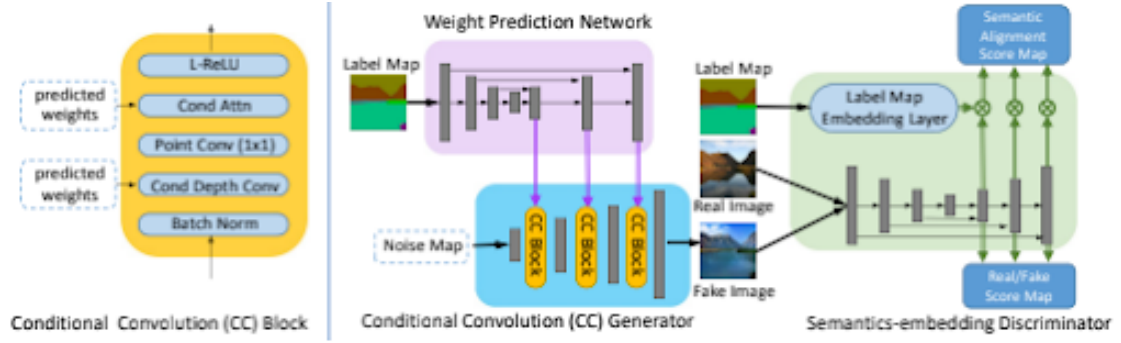 L-ReLU
predicted
weights
Cond Attn
Point Conv (1x1)
predicted
weights
Cond Depth Conv
Batch Norm
Conditional Convolution (CC) Block
Weight Prediction Network
Label Map
Noise Map
CC Block
CC Block
CC Block
Conditional Convolution (CC) Generator
Label Map
Real Image
Fake Image
Semantic
Alignment
Score Map
Label Map
Embedding Layer
Real/Fake
Score Map
Semantics-embedding Discriminator